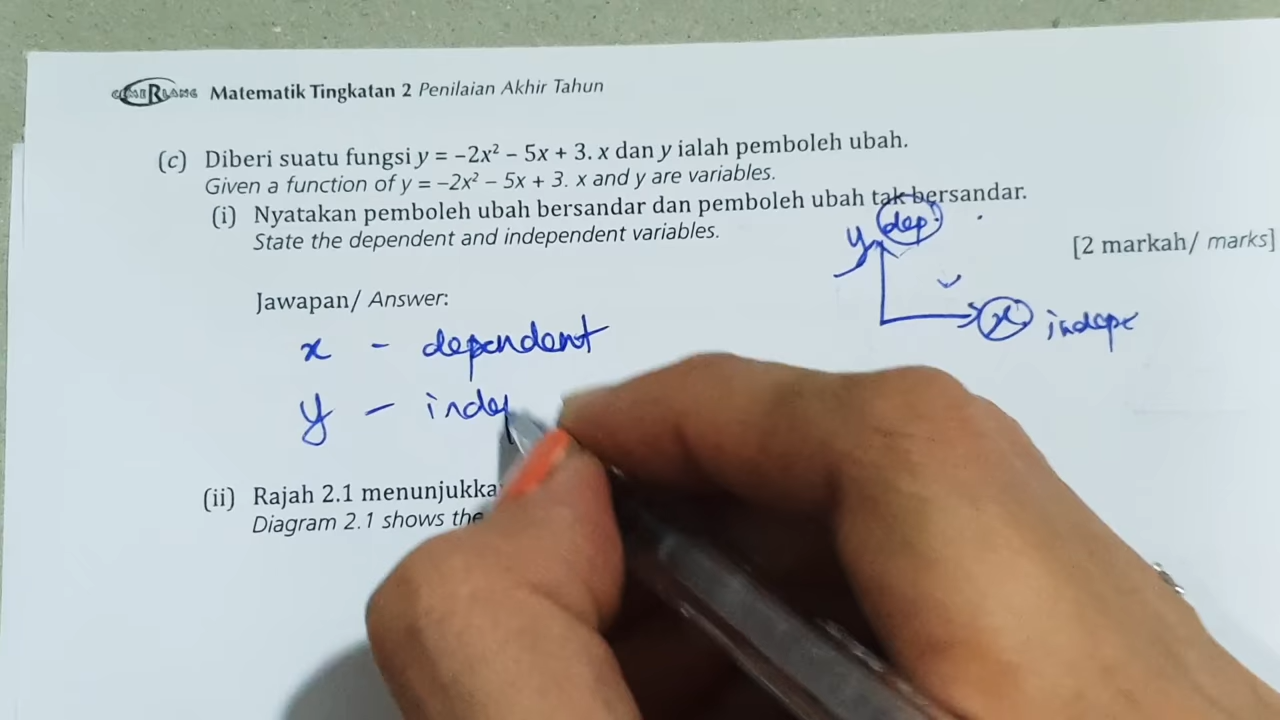 CEMERLANG Matematik Tingkatan 2 Penilaian Akhir Tahun
(c) Diberi suatu fungsi y = −2x² − 5x + 3. x dan y ialah pemboleh ubah.
Given a function of y = −2x² − 5x + 3. x and y are variables.
(i) Nyatakan pemboleh ubah bersandar dan pemboleh ubah tak bersandar.
State the dependent and independent variables.
y dep.
[2 markah/ marks]
Jawapan/ Answer:
x indepe
x - dependent
y - indep
(ii) Rajah 2.1 menunjukka
Diagram 2.1 shows the